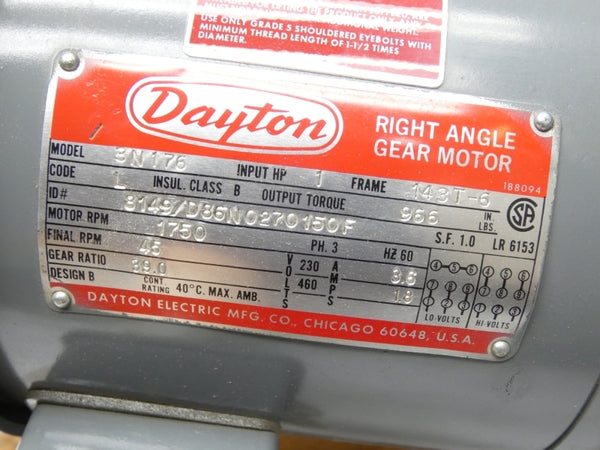 USE ONLY GRADE 5 SHOULDERED EYEBOLTS WITH
MINIMUM THREAD LENGTH OF 1-1/2 TIMES
DIAMETER.
Dayton
RIGHT ANGLE
GEAR MOTOR
188094
MODEL 3N176 INPUT HP 1 FRAME 143T-6
CODE L INSUL. CLASS B OUTPUT TORQUE 966 IN. LBS.
ID# 8149/D86N0270150F S.F. 1.0 LR 6153
MOTOR RPM 1750 PH. 3 HZ 60
FINAL RPM 45 VOLTS 230 AMPS 3.6
GEAR RATIO 39.0 460 1.8
DESIGN B CONT RATING 40°C. MAX. AMB.
LO-VOLTS HI-VOLTS
DAYTON ELECTRIC MFG. CO., CHICAGO 60648, U.S.A.